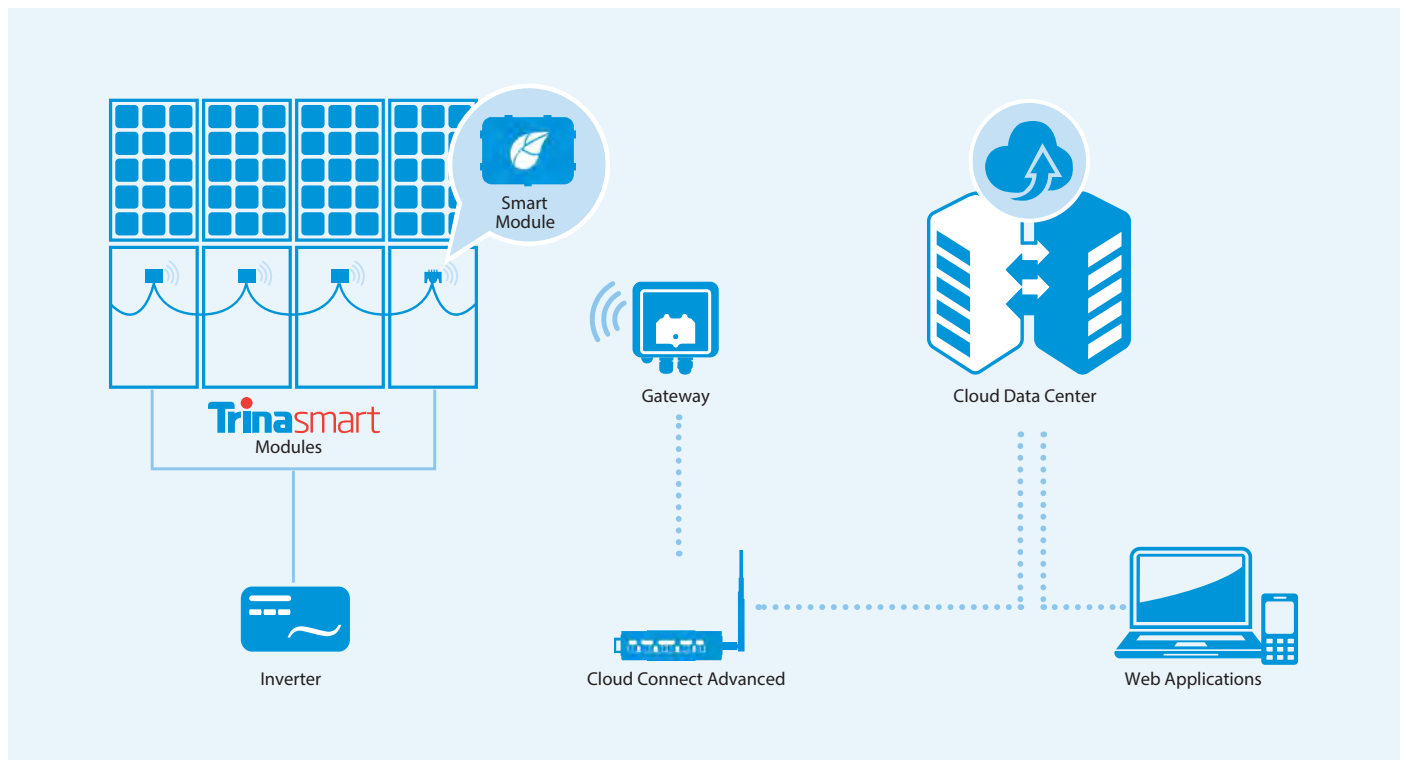 Smart
Module
Trinasmart
Modules
Gateway
Cloud Data Center
Inverter
Cloud Connect Advanced
Web Applications